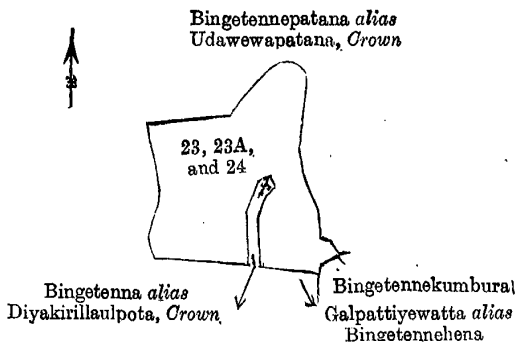 Bingetennepatana alias
Udawewapatana, Crown
23, 23A,
and 24
Bingetenna alias
Diyakirillaulpota, Crown
Bingetennekumbura
Galpattiyewatta alias
Bingetennehena